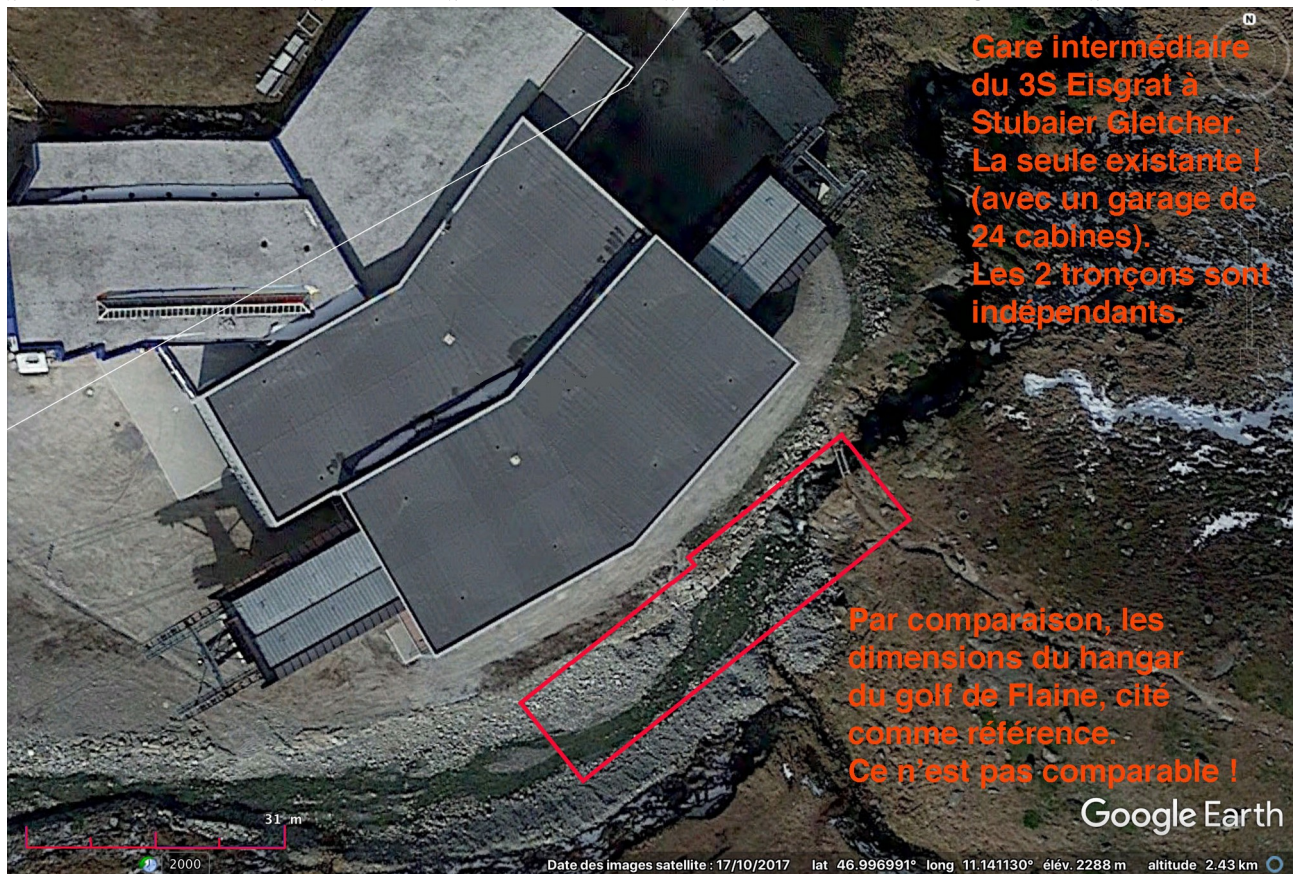 N
Gare intermédiaire
du 3S Eisgrat à
Stubaier Gletcher.
La seule existante !
(avec un garage de
24 cabines).
Les 2 tronçons sont
indépendants.
Par comparaison, les
dimensions du hangar
du golf de Flaine, cité
comme référence.
Ce n'est pas comparable !
Google Earth
31 m
2000
Date des images satellite : 17/10/2017 lat 46.996991° long 11.141130° élév. 2288 m altitude 2.43 km